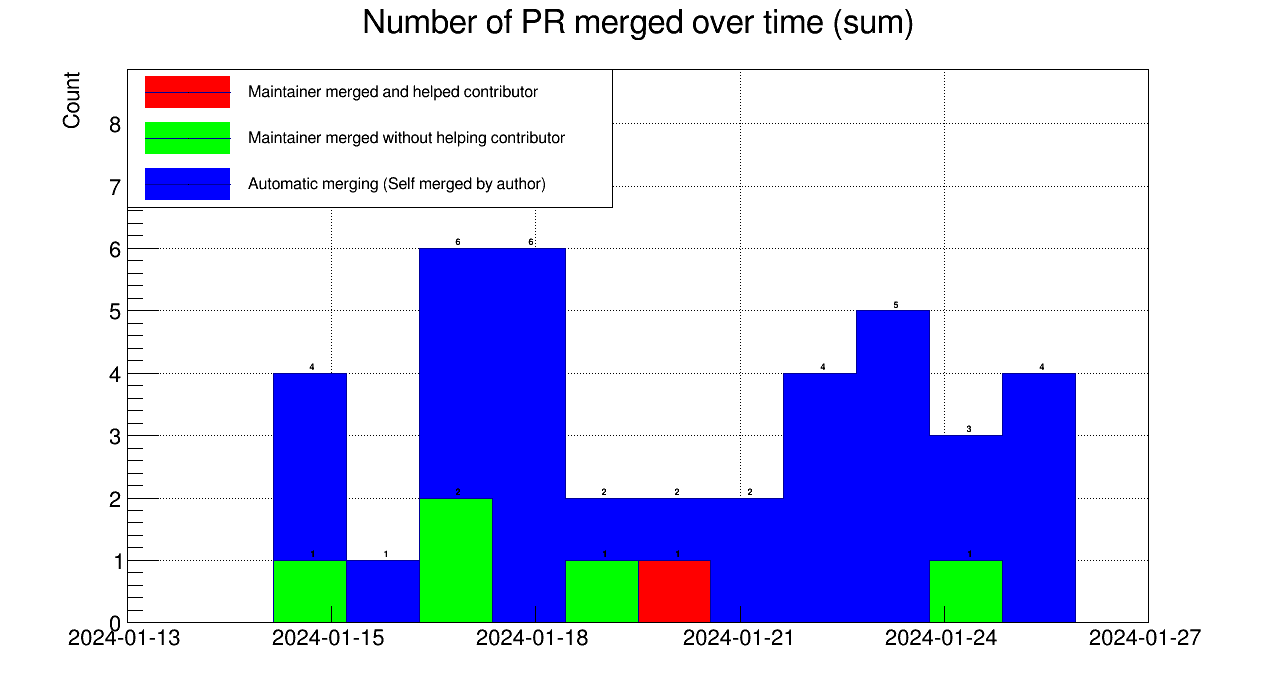 Number of PR merged over time (sum)
Count
Maintainer merged and helped contributor
Maintainer merged without helping contributor
Automatic merging (Self merged by author)
8
7
6
5
4
3
2
1
0
6 6
5
4 4 4
3
2 2 2 2
1 1 1 1 1
2024-01-13 2024-01-15 2024-01-18 2024-01-21 2024-01-24 2024-01-27